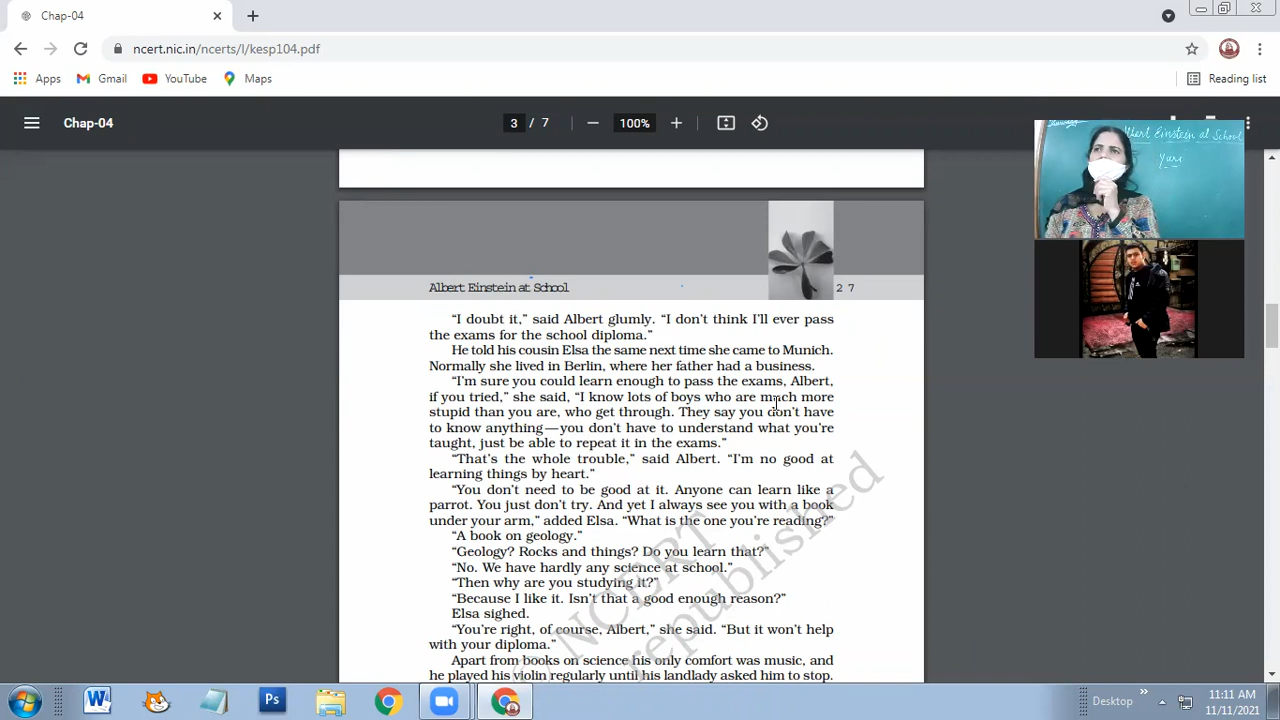 Chap-04
ncert.nic.in/ncerts/l/kesp104.pdf
Apps Gmail YouTube Maps Reading list
Chap-04 3 / 7 100%
Albert Einstein at School
Albert Einstein at School 27
“I doubt it,” said Albert glumly. “I don’t think I’ll ever pass
the exams for the school diploma.”
He told his cousin Elsa the same next time she came to Munich.
Normally she lived in Berlin, where her father had a business.
“I’m sure you could learn enough to pass the exams, Albert,
if you tried,” she said, “I know lots of boys who are much more
stupid than you are, who get through. They say you don’t have
to know anything—you don’t have to understand what you’re
taught, just be able to repeat it in the exams.”
“That’s the whole trouble,” said Albert. “I’m no good at
learning things by heart.”
“You don’t need to be good at it. Anyone can learn like a
parrot. You just don’t try. And yet I always see you with a book
under your arm,” added Elsa. “What is the one you’re reading?”
“A book on geology.”
“Geology? Rocks and things? Do you learn that?”
“No. We have hardly any science at school.”
“Then why are you studying it?”
“Because I like it. Isn’t that a good enough reason?”
Elsa sighed.
“You’re right, of course, Albert,” she said. “But it won’t help
with your diploma.”
Apart from books on science his only comfort was music, and
he played his violin regularly until his landlady asked him to stop.
© NCERT
republished
Desktop
11:11 AM
11/11/2021